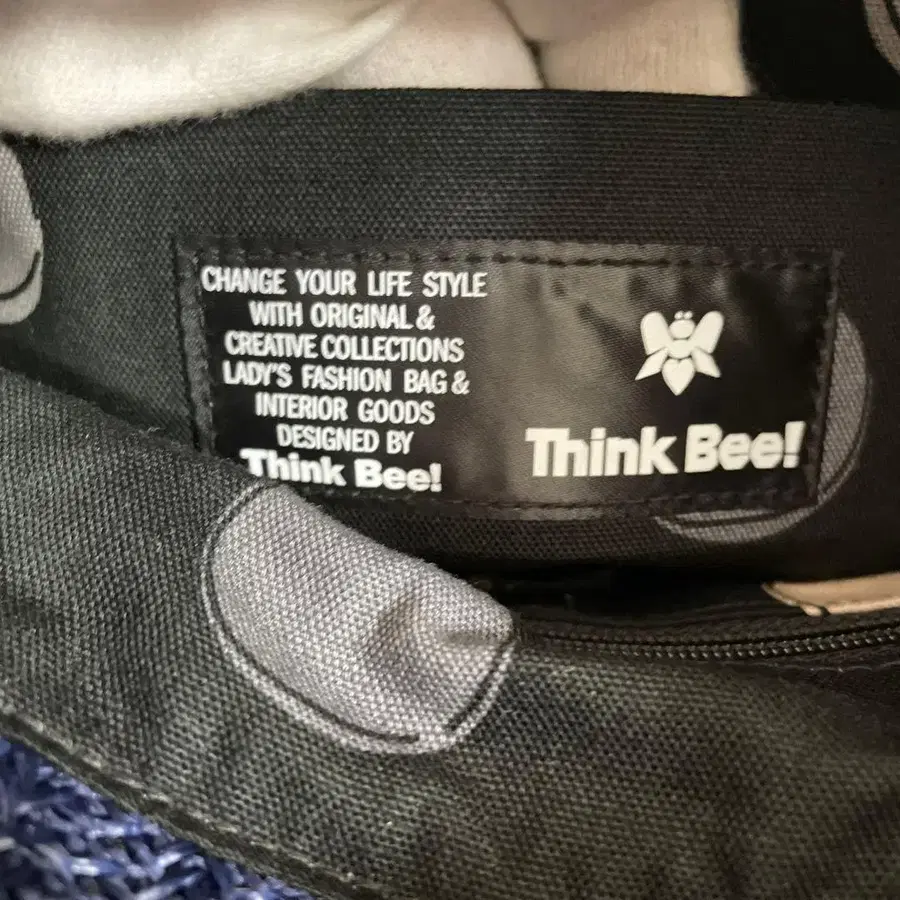 CHANGE YOUR LIFE STYLE
WITH ORIGINAL &
CREATIVE COLLECTIONS
LADY'S FASHION BAG &
INTERIOR GOODS
DESIGNED BY
Think Bee!
Think Bee!